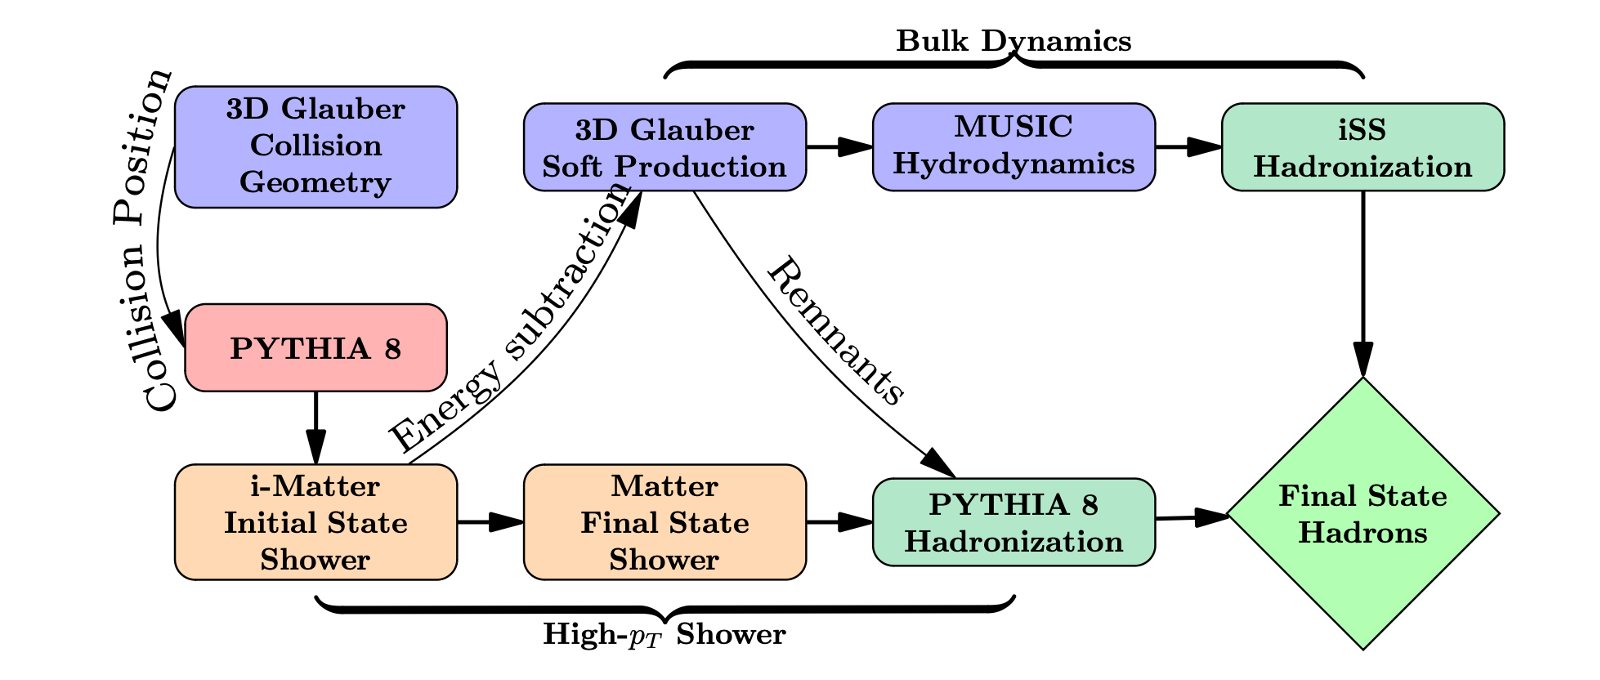 Bulk Dynamics
3D Glauber
Collision
Geometry
3D Glauber
Soft Production
MUSIC
Hydrodynamics
iSS
Hadronization
Collision Position
Energy subtraction
Remnants
PYTHIA 8
i-Matter
Initial State
Shower
Matter
Final State
Shower
PYTHIA 8
Hadronization
Final State
Hadrons
High-p_T Shower